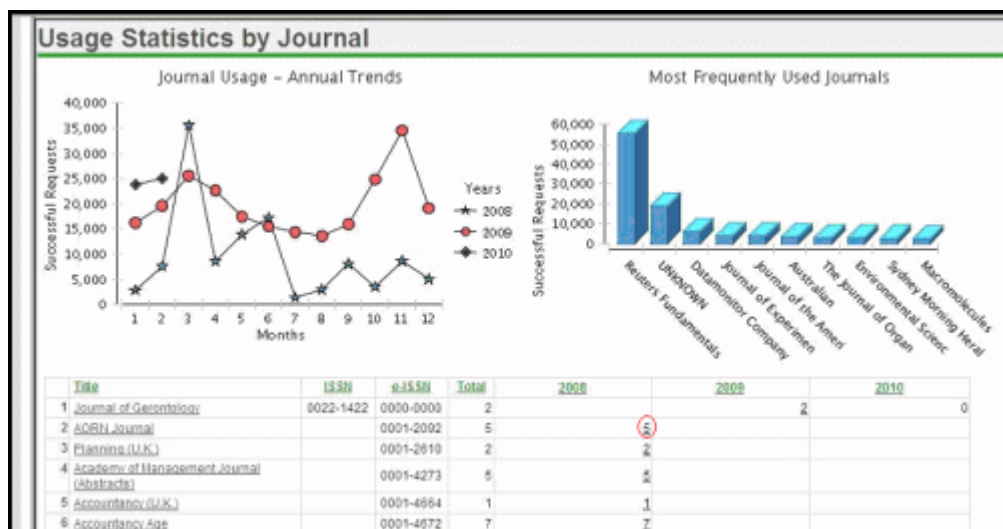 Usage Statistics by Journal
Journal Usage – Annual Trends
Successful Requests
40,000
35,000
30,000
25,000
20,000
15,000
10,000
5,000
0
1 2 3 4 5 6 7 8 9 10 11 12
Months
Years
2008
2009
2010
Most Frequently Used Journals
Successful Requests
60,000
50,000
40,000
30,000
20,000
10,000
0
Reuters Fundamentals
UNKNOWN
Datamonitor Company
Journal of Experimen
Journal of the Ameri
Australian
The Journal of Organ
Environmental Scienc
Sydney Morning Heral
Macromolecules
Title ISSN e-ISSN Total 2008 2009 2010
1 Journal of Gerontology 0022-1422 0000-0000 2 2 0
2 AORN Journal 0001-2092 5 5
3 Planning (U.K.) 0001-2610 2 2
4 Academy of Management Journal
(Abstracts) 0001-4273 5 5
5 Accountancy (U.K.) 0001-4664 1 1
6 Accountancy Age 0001-4672 7 7